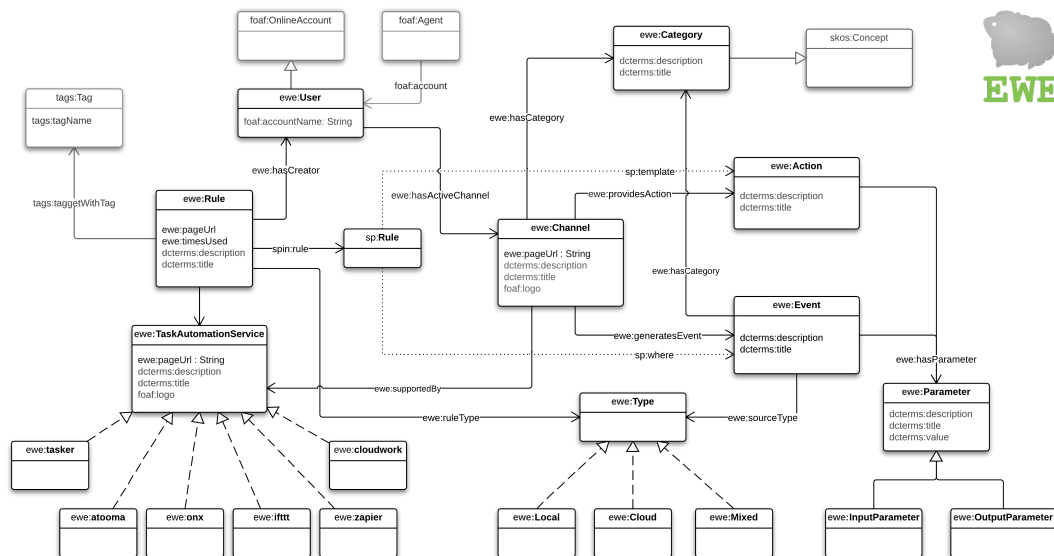 foaf:OnlineAccount
foaf:Agent
ewe:Category
dcterms:description
dcterms:title
skos:Concept
EWE
foaf:account
tags:Tag
tags:tagName
ewe:User
foaf:accountName: String
ewe:hasCategory
ewe:hasCreator
sp:template
ewe:Action
dcterms:description
dcterms:title
ewe:hasActiveChannel
ewe:providesAction
tags:taggetWithTag
ewe:Rule
ewe:pageUrl
ewe:timesUsed
dcterms:description
dcterms:title
spin:rule
sp:Rule
ewe:Channel
ewe:pageUrl : String
dcterms:description
dcterms:title
foaf:logo
ewe:hasCategory
ewe:Event
dcterms:description
dcterms:title
ewe:generatesEvent
sp:where
ewe:hasParameter
ewe:TaskAutomationService
ewe:pageUrl : String
dcterms:description
dcterms:title
foaf:logo
ewe:supportedBy
ewe:ruleType
ewe:Type
ewe:sourceType
ewe:Parameter
dcterms:description
dcterms:title
dcterms:value
ewe:tasker
ewe:cloudwork
ewe:atooma
ewe:onx
ewe:ifttt
ewe:zapier
ewe:Local
ewe:Cloud
ewe:Mixed
ewe:InputParameter
ewe:OutputParameter